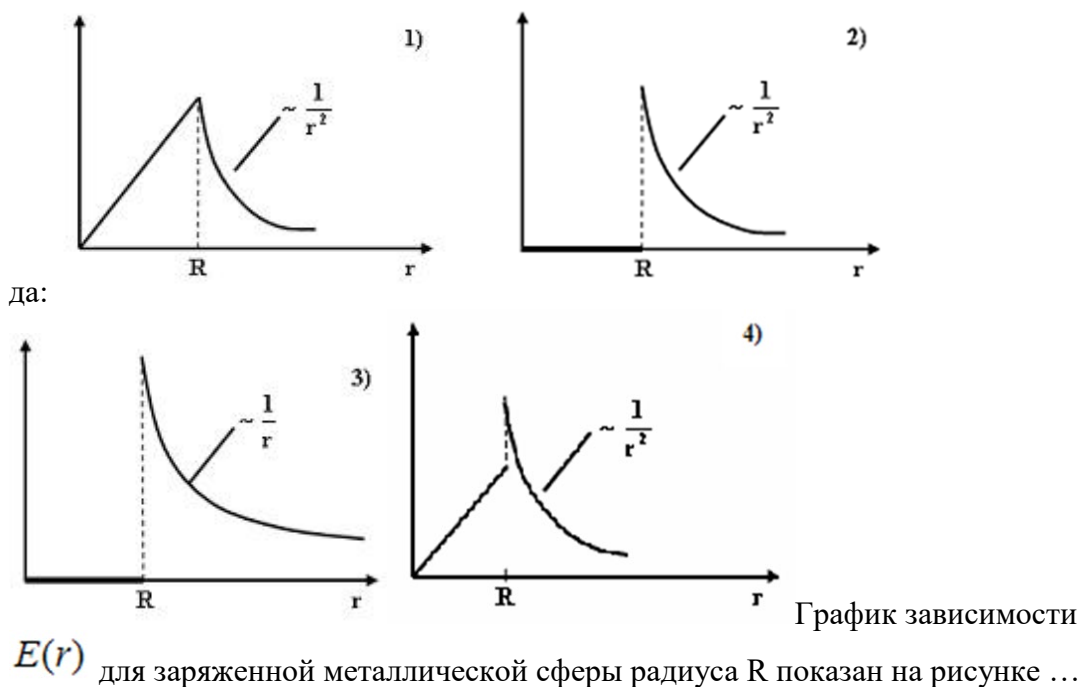 1)
~ 1/r²
R r
2)
~ 1/r²
R r
да:
3)
~ 1/r
R r
4)
~ 1/r²
R r
График зависимости
E(r) для заряженной металлической сферы радиуса R показан на рисунке …